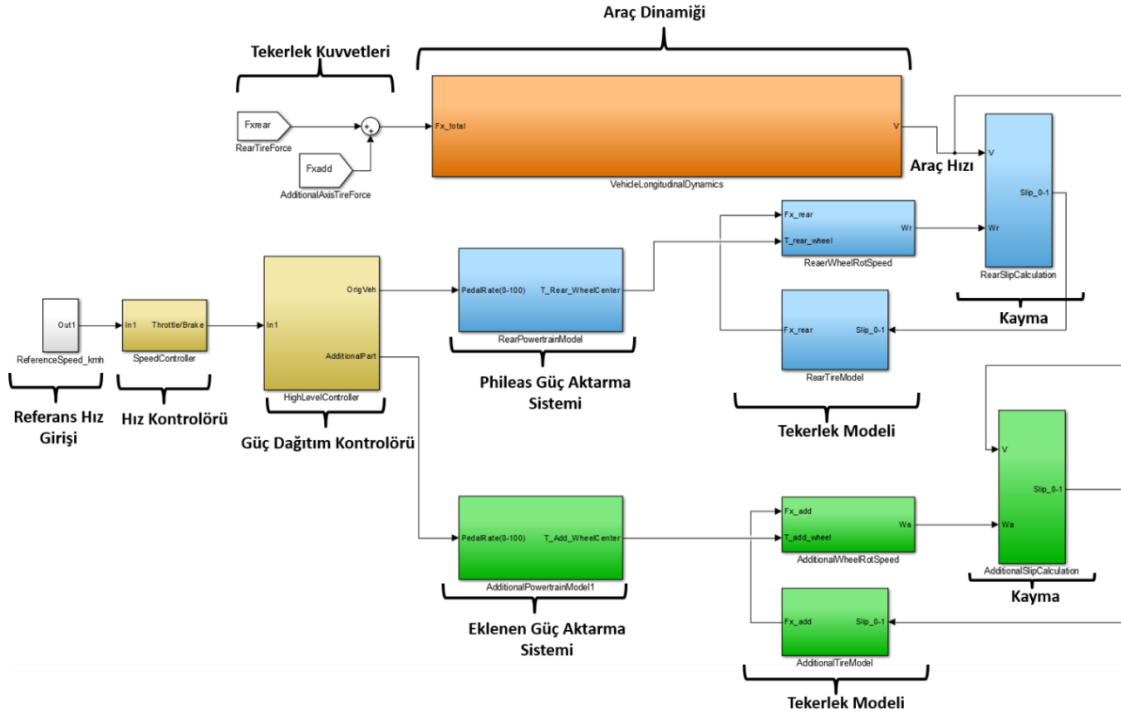 Araç Dinamiği
Tekerlek Kuvvetleri
Fxrear
RearTireForce
Fxadd
AdditionalAxisTireForce
Fx_total
V
VehicleLongitudinalDynamics
Araç Hızı
V
Slip_0-1
Wr
RearSlipCalculation
Kayma
Fx_rear
T_rear_wheel
Wr
ReaerWheelRotSpeed
OrigVeh
In1
AdditionalPart
HighLevelController
Güç Dağıtım Kontrolörü
PedalRate(0-100)
T_Rear_WheelCenter
RearPowertrainModel
Phileas Güç Aktarma
Sistemi
Fx_rear
Slip_0-1
RearTireModel
Tekerlek Modeli
Out1
ReferenceSpeed_kmh
Referans Hız
Girişi
In1
Throttle/Brake
SpeedController
Hız Kontrolörü
V
Slip_0-1
Wa
AdditionalSlipCalculation
Kayma
PedalRate(0-100)
T_Add_WheelCenter
AdditionalPowertrainModel1
Eklenen Güç Aktarma
Sistemi
Fx_add
T_add_wheel
Wa
AdditionalWheelRotSpeed
Fx_add
Slip_0-1
AdditionalTireModel
Tekerlek Modeli